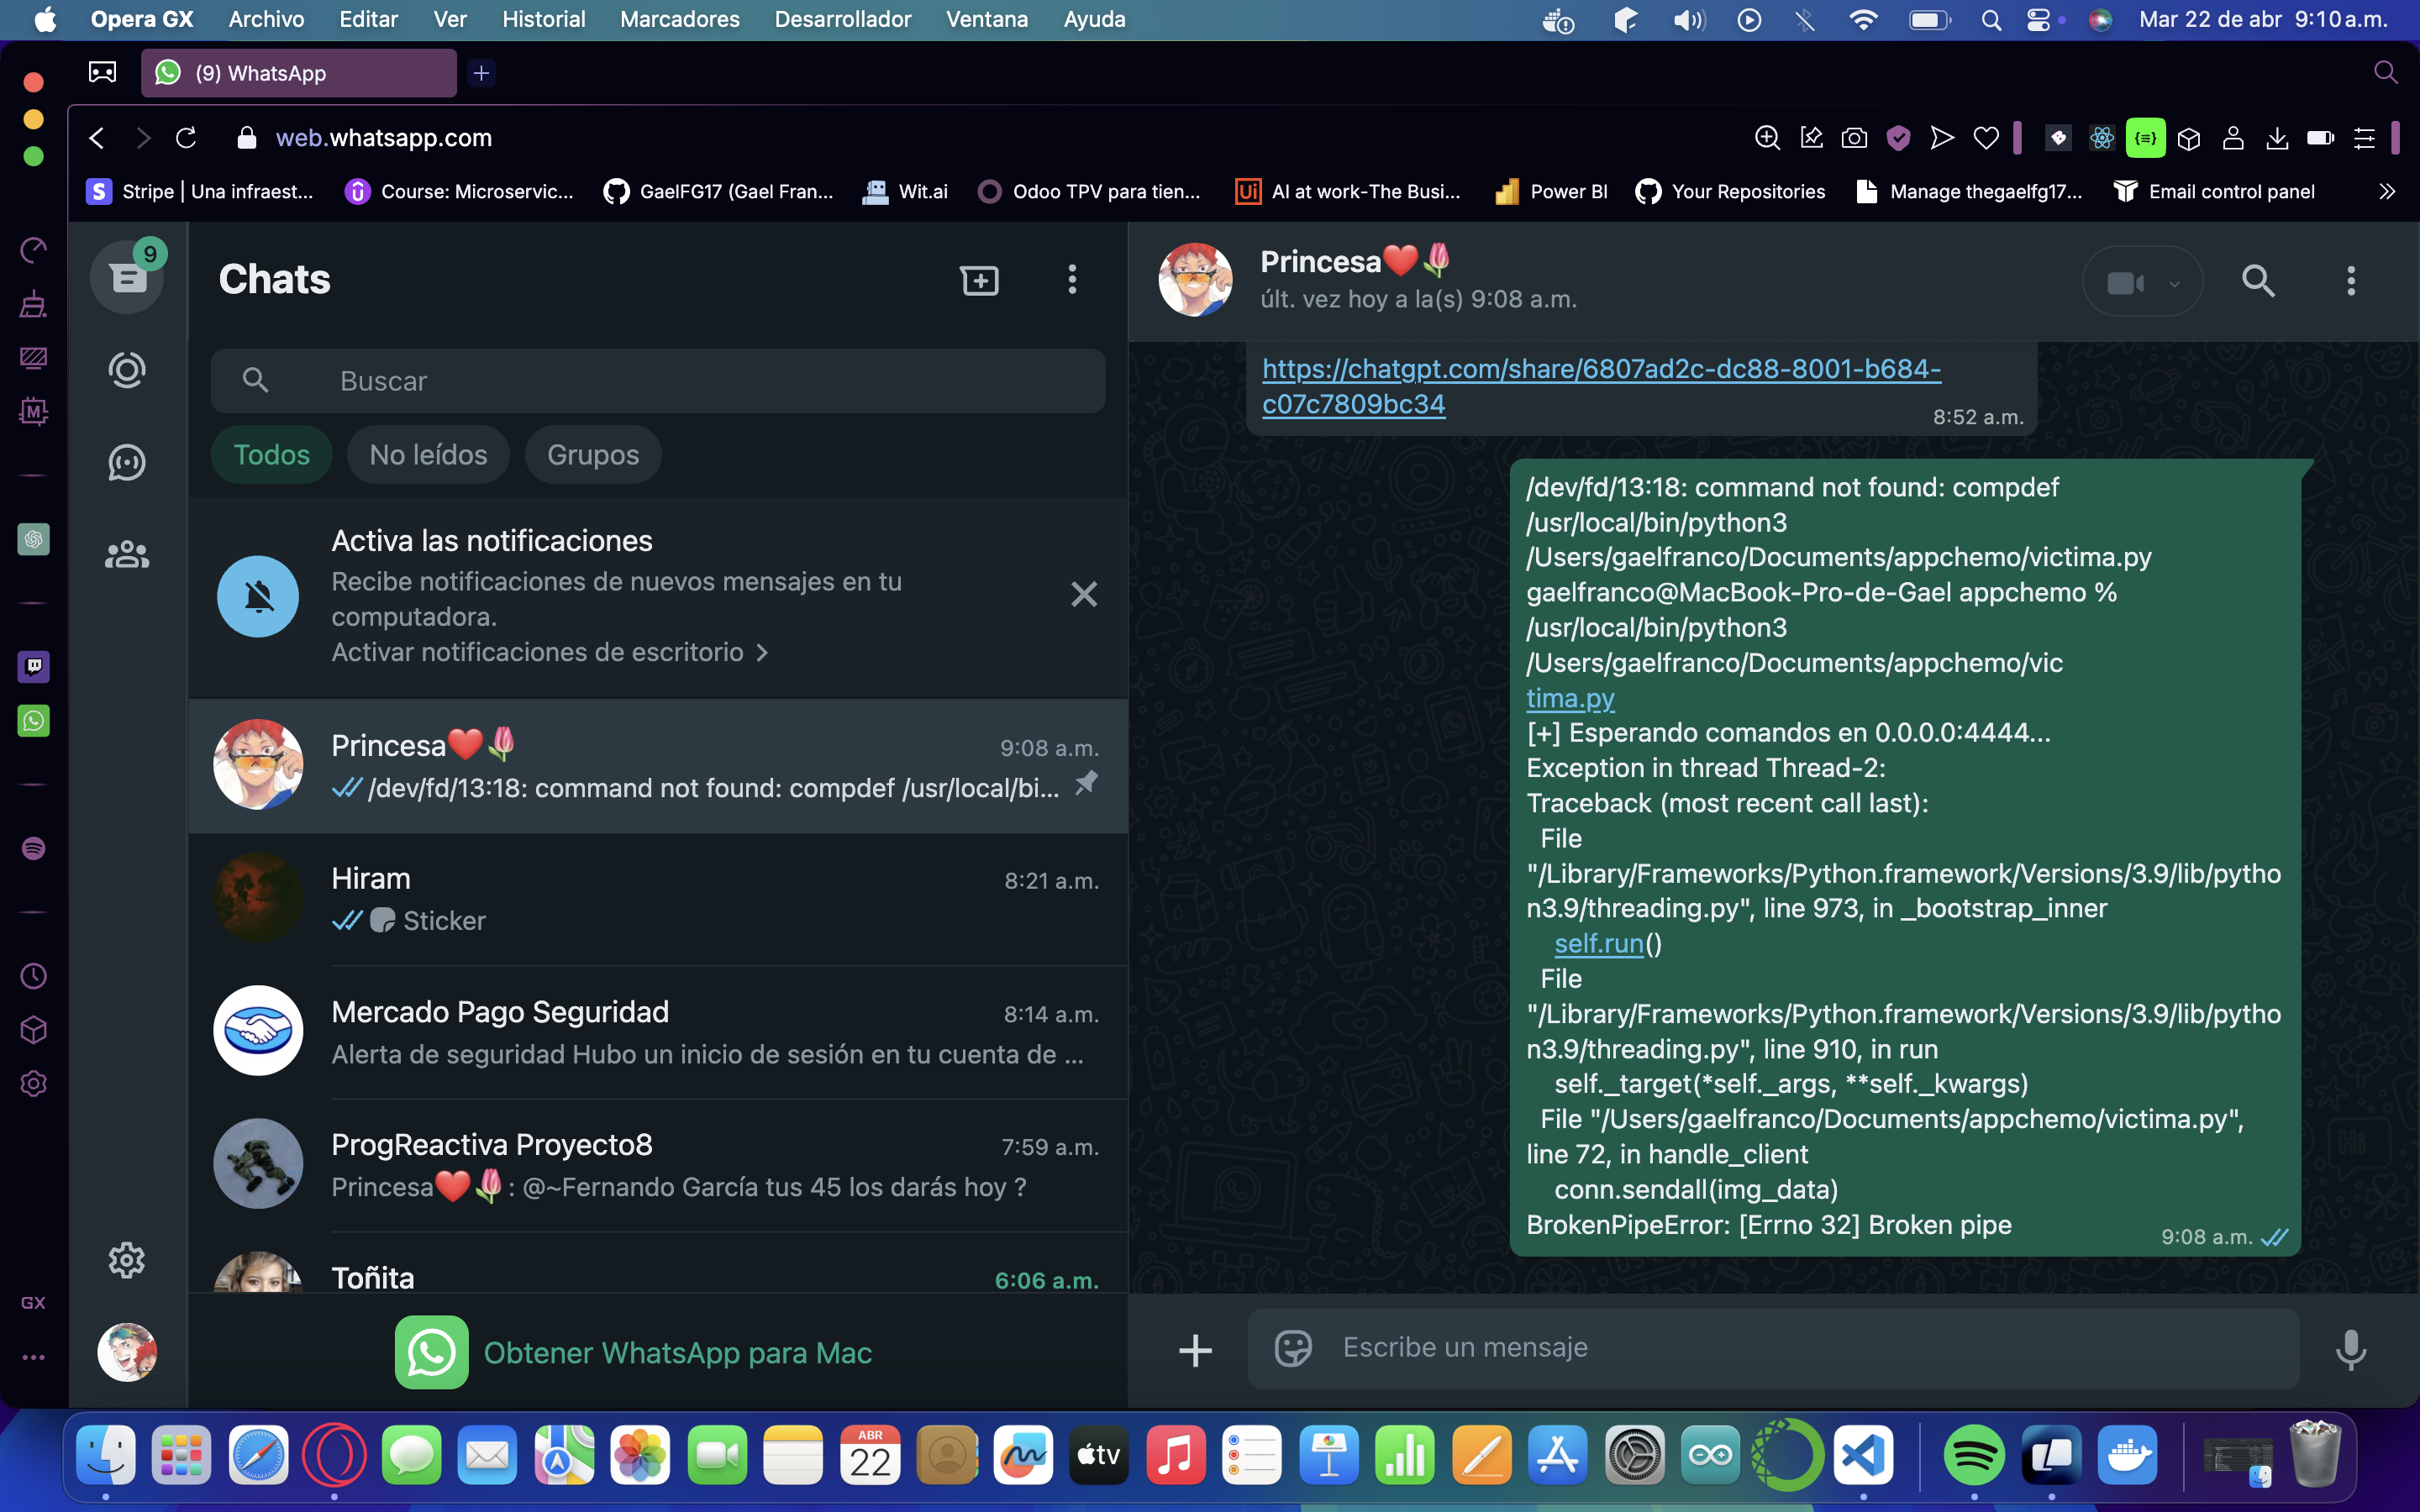 Opera GX Archivo Editar Ver Historial Marcadores Desarrollador Ventana Ayuda Mar 22 de abr 9:10 a.m.
(9) WhatsApp
web.whatsapp.com
Stripe | Una infraest... Course: Microservic... GaelFG17 (Gael Fran... Wit.ai Odoo TPV para tien... AI at work-The Busi... Power BI Your Repositories Manage thegaelfg17... Email control panel
9
Chats
Buscar
Todos No leídos Grupos
Activa las notificaciones
Recibe notificaciones de nuevos mensajes en tu
computadora.
Activar notificaciones de escritorio >
Princesa❤️🌷 9:08 a.m.
/dev/fd/13:18: command not found: compdef /usr/local/bi...
Hiram 8:21 a.m.
Sticker
Mercado Pago Seguridad 8:14 a.m.
Alerta de seguridad Hubo un inicio de sesión en tu cuenta de ...
ProgReactiva Proyecto8 7:59 a.m.
Princesa❤️🌷: @~Fernando García tus 45 los darás hoy ?
Toñita 6:06 a.m.
Obtener WhatsApp para Mac
GX
Princesa❤️🌷
últ. vez hoy a la(s) 9:08 a.m.
https://chatgpt.com/share/6807ad2c-dc88-8001-b684-
c07c7809bc34
8:52 a.m.
/dev/fd/13:18: command not found: compdef
/usr/local/bin/python3
/Users/gaelfranco/Documents/appchemo/victima.py
gaelfranco@MacBook-Pro-de-Gael appchemo %
/usr/local/bin/python3
/Users/gaelfranco/Documents/appchemo/vic
tima.py
[+] Esperando comandos en 0.0.0.0:4444...
Exception in thread Thread-2:
Traceback (most recent call last):
File
"/Library/Frameworks/Python.framework/Versions/3.9/lib/pytho
n3.9/threading.py", line 973, in _bootstrap_inner
self.run()
File
"/Library/Frameworks/Python.framework/Versions/3.9/lib/pytho
n3.9/threading.py", line 910, in run
self._target(*self._args, **self._kwargs)
File "/Users/gaelfranco/Documents/appchemo/victima.py",
line 72, in handle_client
conn.sendall(img_data)
BrokenPipeError: [Errno 32] Broken pipe
9:08 a.m.
Escribe un mensaje
ABR
22
tv